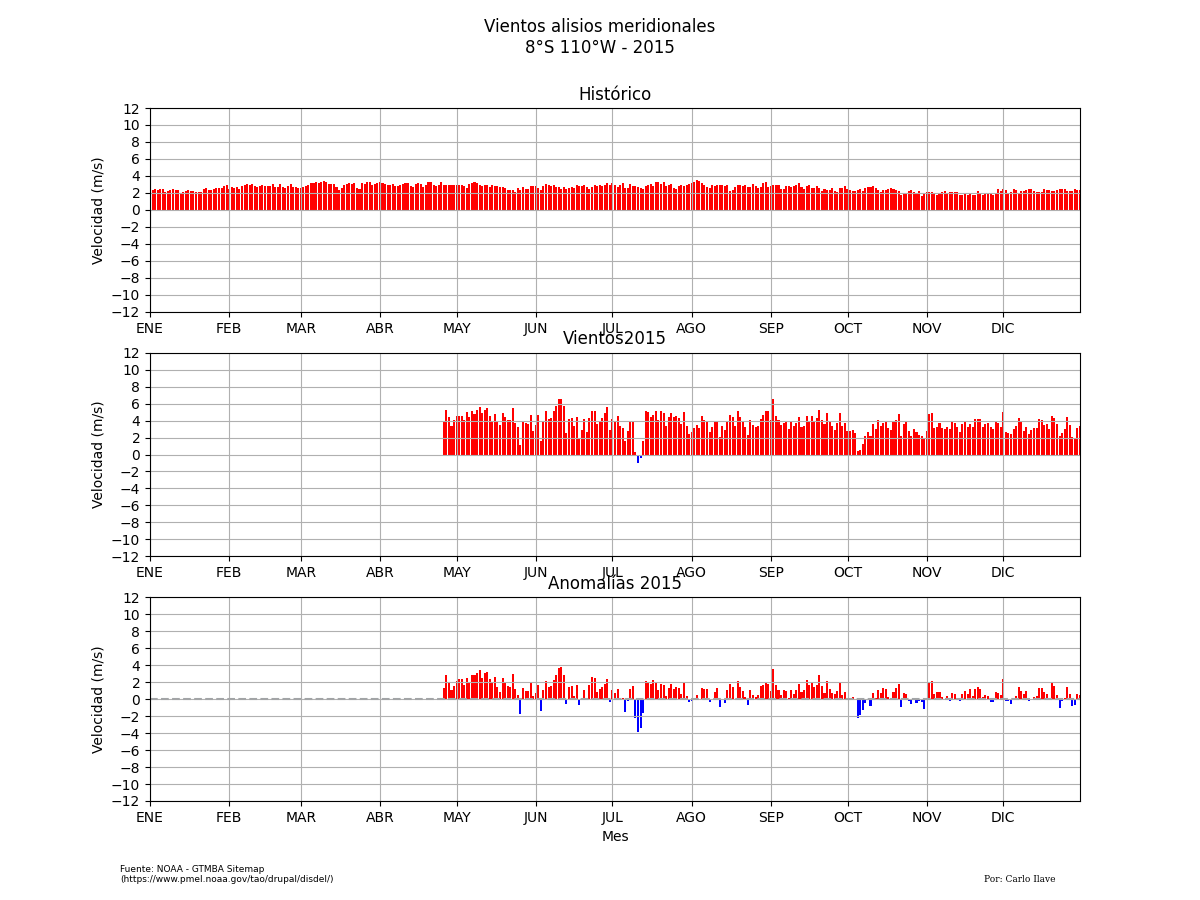 Vientos alisios meridionales
8°S 110°W - 2015
Histórico
12
10
8
6
4
2
0
−2
−4
−6
−8
−10
−12
Velocidad (m/s)
ENE FEB MAR ABR MAY JUN JUL AGO SEP OCT NOV DIC
Vientos2015
12
10
8
6
4
2
0
−2
−4
−6
−8
−10
−12
Velocidad (m/s)
ENE FEB MAR ABR MAY JUN JUL AGO SEP OCT NOV DIC
Anomalías 2015
12
10
8
6
4
2
0
−2
−4
−6
−8
−10
−12
Velocidad (m/s)
ENE FEB MAR ABR MAY JUN JUL AGO SEP OCT NOV DIC
Mes
Fuente: NOAA - GTMBA Sitemap
(https://www.pmel.noaa.gov/tao/drupal/disdel/)
Por: Carlo Ilave